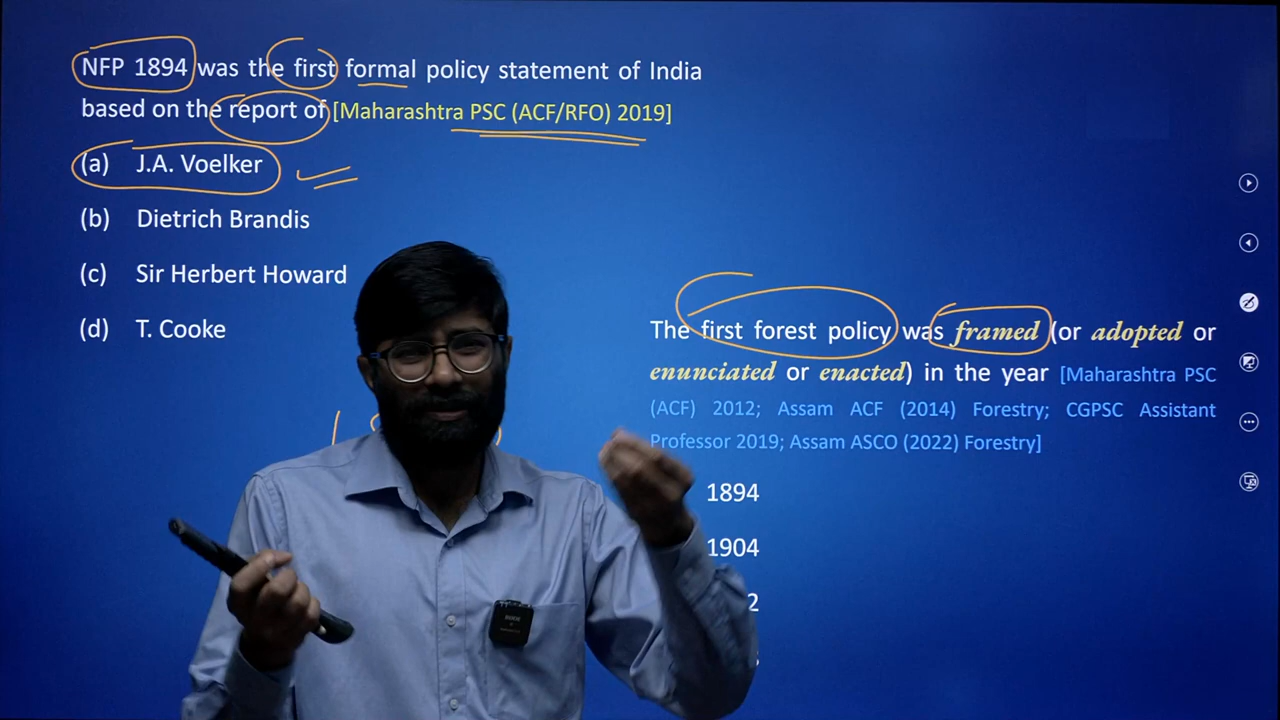 NFP 1894 was the first formal policy statement of India
based on the report of [Maharashtra PSC (ACF/RFO) 2019]
(a) J.A. Voelker
(b) Dietrich Brandis
(c) Sir Herbert Howard
(d) T. Cooke
The first forest policy was framed (or adopted or
enunciated or enacted) in the year [Maharashtra PSC
(ACF) 2012; Assam ACF (2014) Forestry; CGPSC Assistant
Professor 2019; Assam ASCO (2022) Forestry]
1894
1904
2